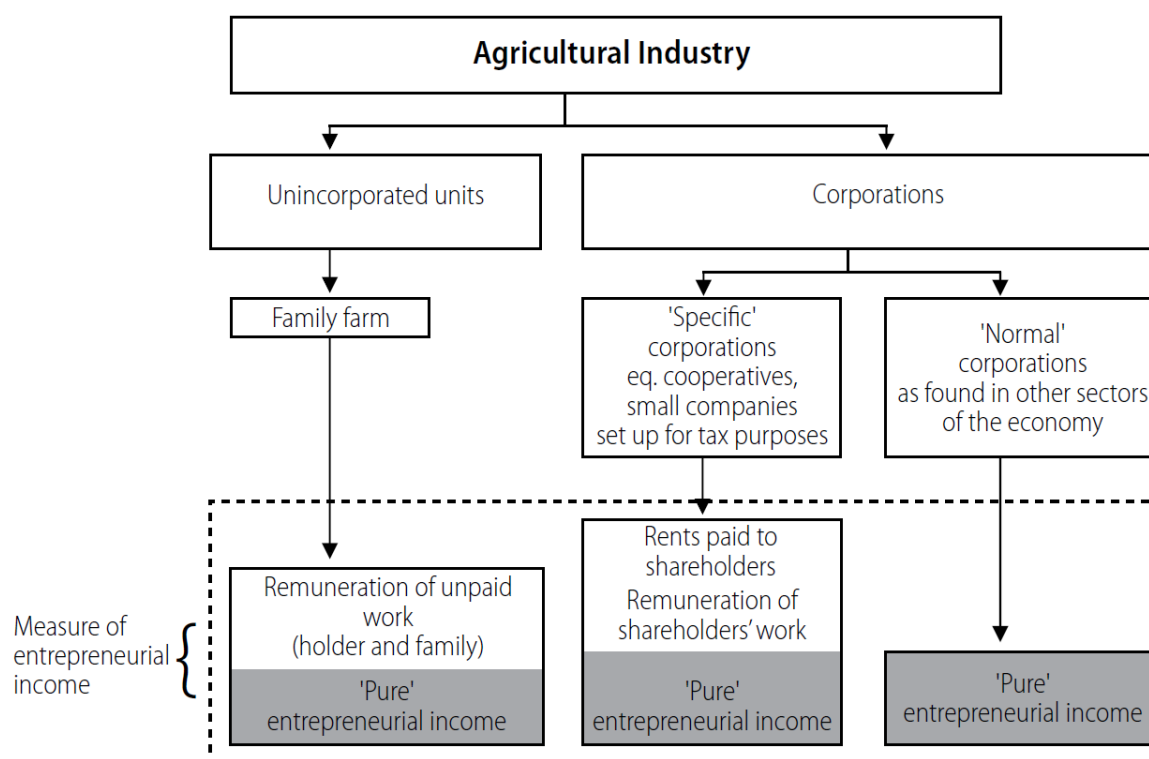 Agricultural Industry
Unincorporated units
Corporations
Family farm
'Specific'
corporations
eq. cooperatives,
small companies
set up for tax purposes
'Normal'
corporations
as found in other sectors
of the economy
Measure of
entrepreneurial
income
Remuneration of unpaid
work
(holder and family)
'Pure'
entrepreneurial income
Rents paid to
shareholders
Remuneration of
shareholders' work
'Pure'
entrepreneurial income
'Pure'
entrepreneurial income